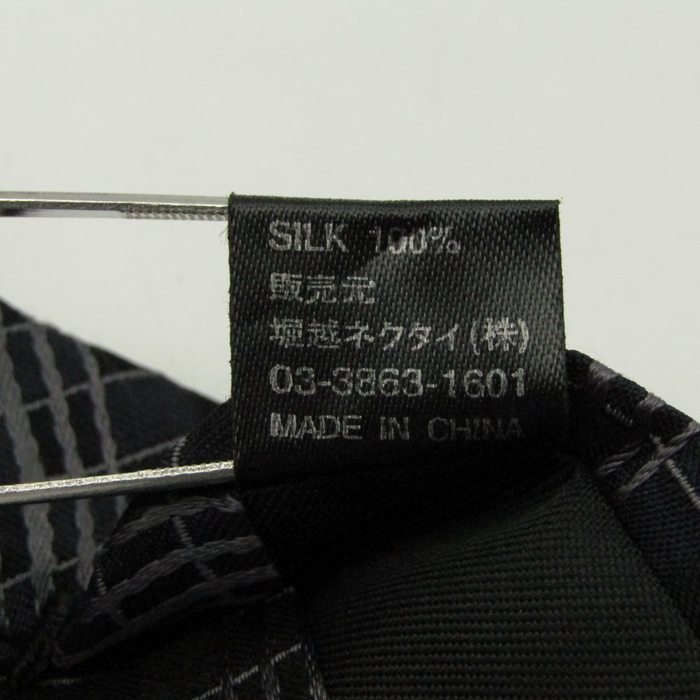 SILK 100%
販売元
堀越ネクタイ(株)
03-3863-1601
MADE IN CHINA